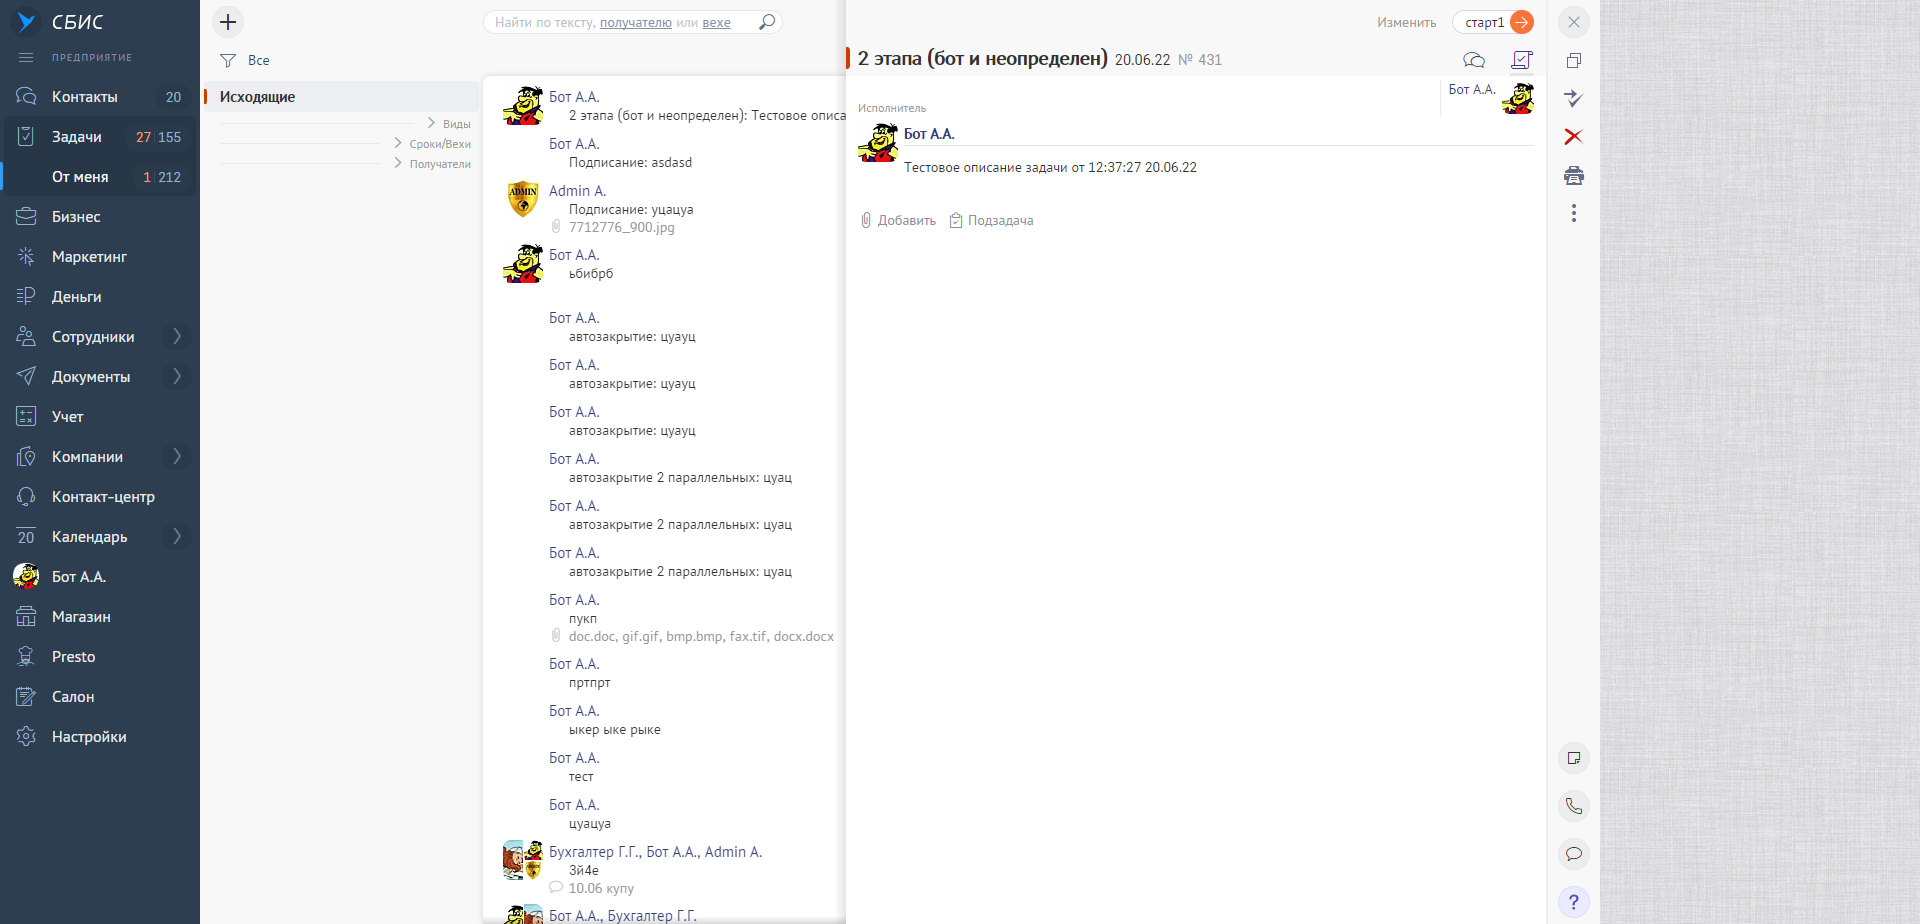 СБИС
ПРЕДПРИЯТИЕ
Контакты 20
Задачи 27 155
От меня 1 212
Бизнес
Маркетинг
Деньги
Сотрудники
Документы
Учет
Компании
Контакт-центр
20 Календарь
Бот А.А.
Магазин
Presto
Салон
Настройки
Найти по тексту, получателю или вехе
Все
Исходящие
Виды
Сроки/Вехи
Получатели
Бот А.А.
2 этапа (бот и неопределен): Тестовое описа
Бот А.А.
Подписание: asdasd
ADMIN
Admin А.
Подписание: уцацуа
7712776_900.jpg
Бот А.А.
ьбибрб
Бот А.А.
автозакрытие: цуауц
Бот А.А.
автозакрытие: цуауц
Бот А.А.
автозакрытие: цуауц
Бот А.А.
автозакрытие 2 параллельных: цуац
Бот А.А.
автозакрытие 2 параллельных: цуац
Бот А.А.
автозакрытие 2 параллельных: цуац
Бот А.А.
пукп
doc.doc, gif.gif, bmp.bmp, fax.tif, docx.docx
Бот А.А.
пртпрт
Бот А.А.
ыкер ыке рыке
Бот А.А.
тест
Бот А.А.
цуацуа
Бухгалтер Г.Г., Бот А.А., Admin А.
3й4е
10.06 купу
Бот А.А., Бухгалтер Г.Г.
Изменить старт1
2 этапа (бот и неопределен) 20.06.22 № 431
Бот А.А.
Исполнитель
Бот А.А.
Тестовое описание задачи от 12:37:27 20.06.22
Добавить Подзадача
?